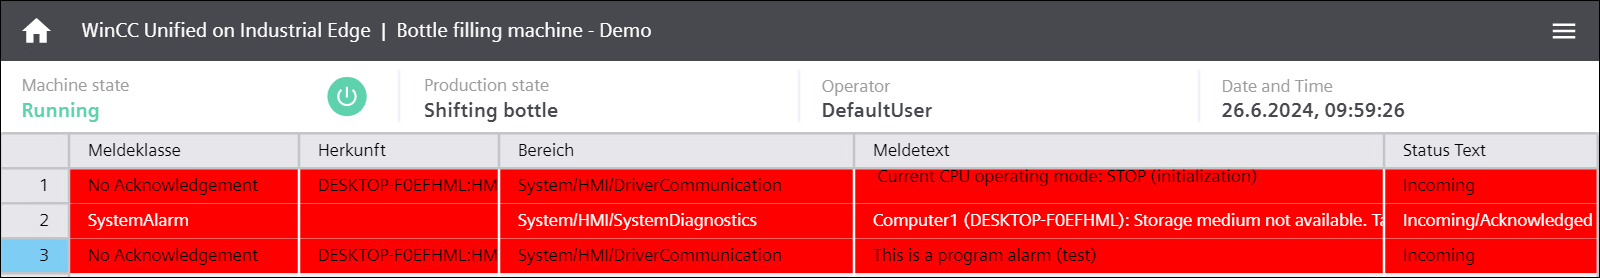 WinCC Unified on Industrial Edge | Bottle filling machine - Demo
Machine state
Running
Production state
Shifting bottle
Operator
DefaultUser
Date and Time
26.6.2024, 09:59:26
Meldeklasse Herkunft Bereich Meldetext Status Text
1 No Acknowledgement DESKTOP-F0EFHML:HM System/HMI/DriverCommunication Current CPU operating mode: STOP (initialization) Incoming
2 SystemAlarm System/HMI/SystemDiagnostics Computer1 (DESKTOP-F0EFHML): Storage medium not available. Ta Incoming/Acknowledged
3 No Acknowledgement DESKTOP-F0EFHML:HM System/HMI/DriverCommunication This is a program alarm (test) Incoming